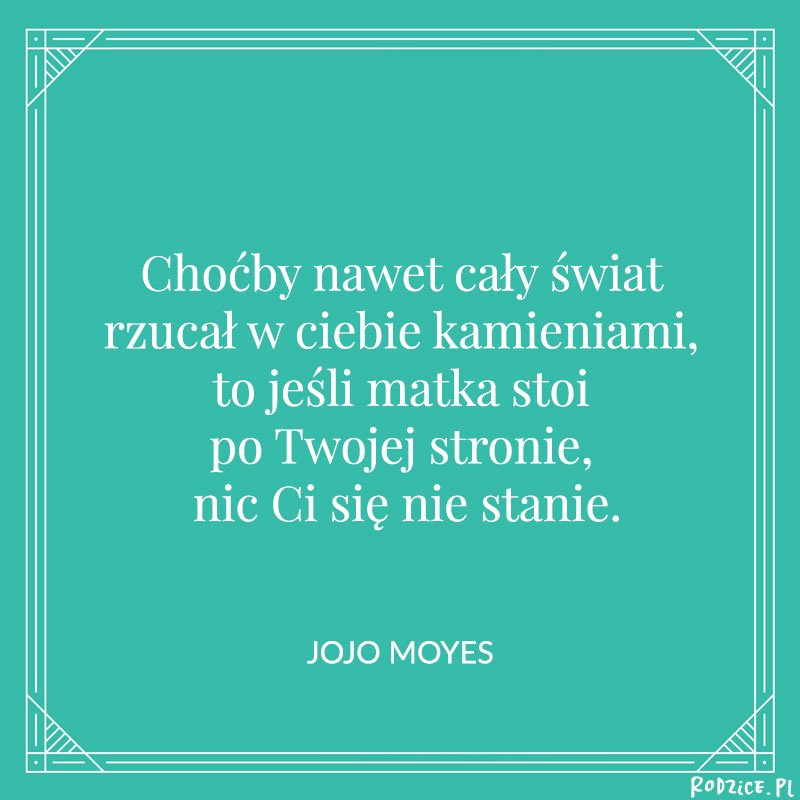 Choćby nawet cały świat
rzucał w ciebie kamieniami,
to jeśli matka stoi
po Twojej stronie,
nic Ci się nie stanie.
JOJO MOYES
RODZICE.PL